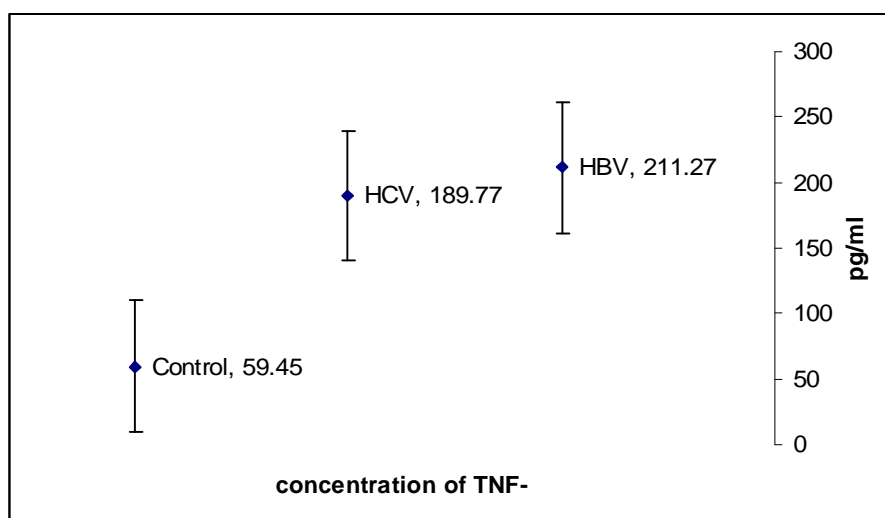 300
250
HBV, 211.27
200
HCV, 189.77
150
pg/ml
100
Control, 59.45
50
0
concentration of TNF-